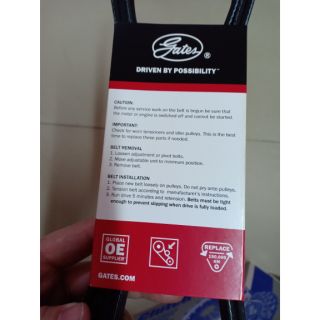 Gates®
DRIVEN BY POSSIBILITY™
CAUTION:
Before any service work on the belt is begun be sure that
the motor or engine is switched off and cannot be started.
IMPORTANT:
Check for worn tensioners and idler pulleys. This is the best
time to replace these parts if needed.
BELT REMOVAL
1. Loosen adjustment or pivot bolts.
2. Move adjustable unit to minimum position.
3. Remove belt.
BELT INSTALLATION
1. Place new belt loosely on pulleys. Do not pry onto pulleys.
2. Tension belt according to manufacturer's instructions.
3. Run drive 5 minutes and retension. Belts must be tight
enough to prevent slipping when drive is fully loaded.
GLOBAL
OE
SUPPLIER
REPLACE
KM
GATES.COM